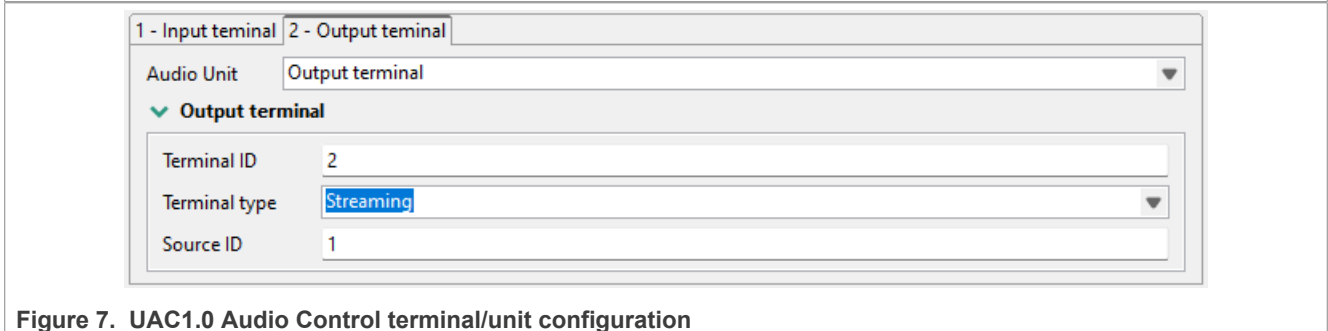 1 - Input teminal 2 - Output teminal
Audio Unit Output terminal
Output terminal
Terminal ID 2
Terminal type Streaming
Source ID 1
Figure 7. UAC1.0 Audio Control terminal/unit configuration